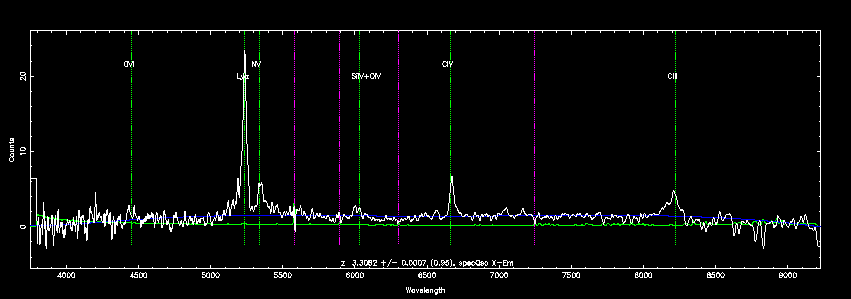 OVI NV CIV
Lyα SiIV+OIV CIII
20
10
0
Counts
4000 4500 5000 5500 6000 6500 7000 7500 8000 8500 9000
z 3.3082 +/- 0.0007, (0.95), specQso X-Em
Wavelength